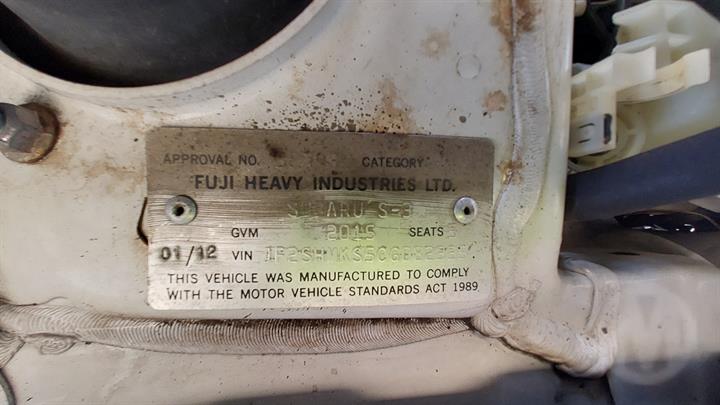 APPROVAL NO. CATEGORY
FUJI HEAVY INDUSTRIES LTD.
S-3
GVM 2015 SEATS
01/12 VIN
THIS VEHICLE WAS MANUFACTURED TO COMPLY
WITH THE MOTOR VEHICLE STANDARDS ACT 1989